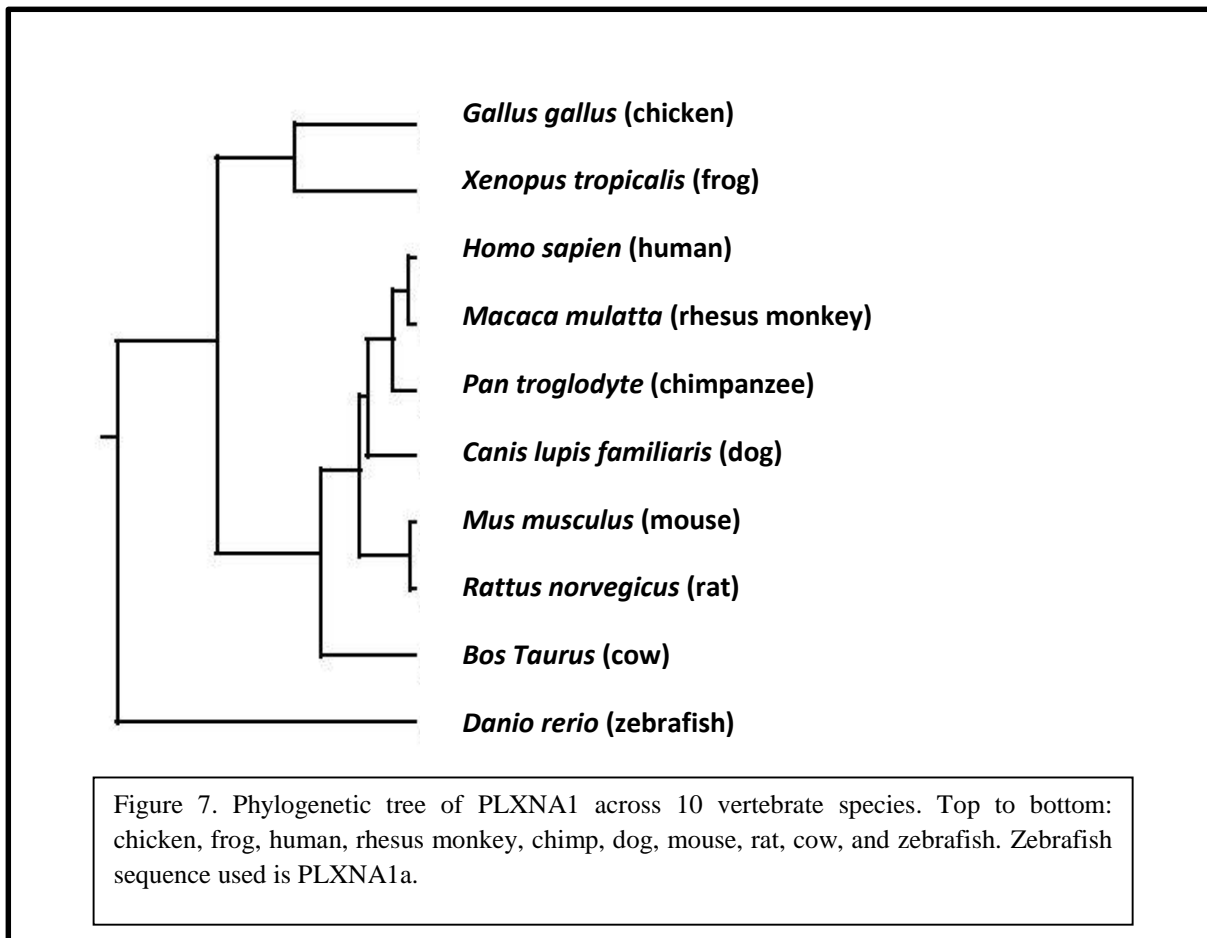 Gallus gallus (chicken)
Xenopus tropicalis (frog)
Homo sapien (human)
Macaca mulatta (rhesus monkey)
Pan troglodyte (chimpanzee)
Canis lupis familiaris (dog)
Mus musculus (mouse)
Rattus norvegicus (rat)
Bos Taurus (cow)
Danio rerio (zebrafish)
Figure 7. Phylogenetic tree of PLXNA1 across 10 vertebrate species. Top to bottom:
chicken, frog, human, rhesus monkey, chimp, dog, mouse, rat, cow, and zebrafish. Zebrafish
sequence used is PLXNA1a.